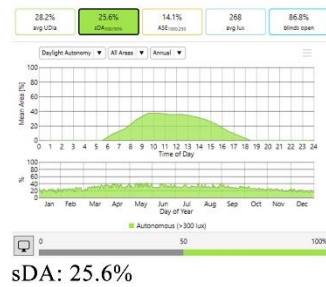 28.2% 25.6% 14.1% 268 86.8%
avg UDIa sDA300/50% ASE1000,250 avg lux blinds open
Daylight Autonomy ▼ All Areas ▼ Annual ▼
Mean Area [%]
100
80
60
40
20
0
0 1 2 3 4 5 6 7 8 9 10 11 12 13 14 15 16 17 18 19 20 21 22 23 24
Time of Day
%
100
80
60
40
20
0
Jan Feb Mar Apr May Jun Jul Aug Sep Oct Nov Dec
Day of Year
Autonomous (>300 lux)
0 50 100%
sDA: 25.6%